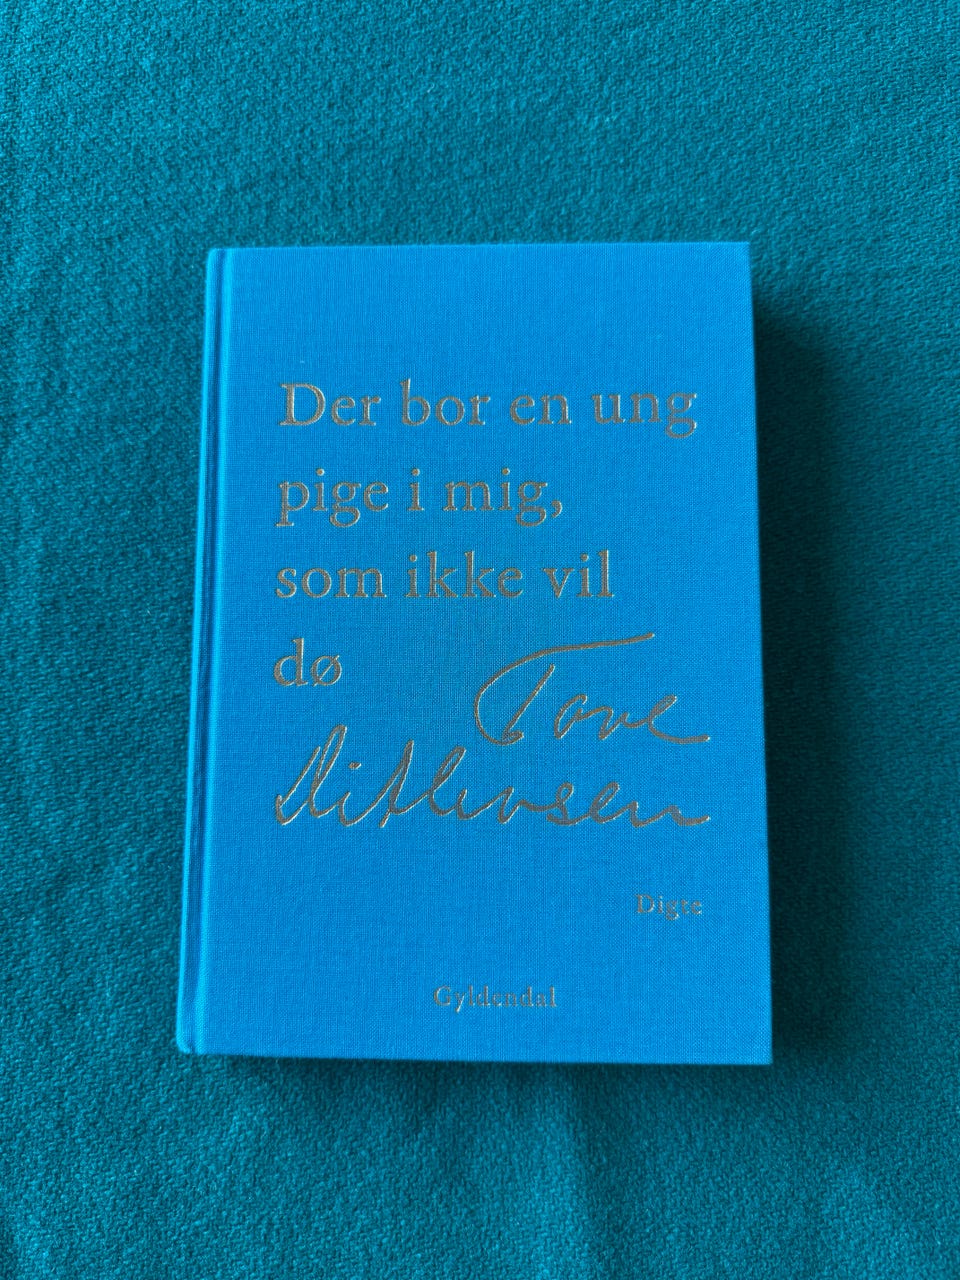 Der bor en ung
pige i mig,
som ikke vil
dø
Tove
Ditlevsen
Digte
Gyldendal